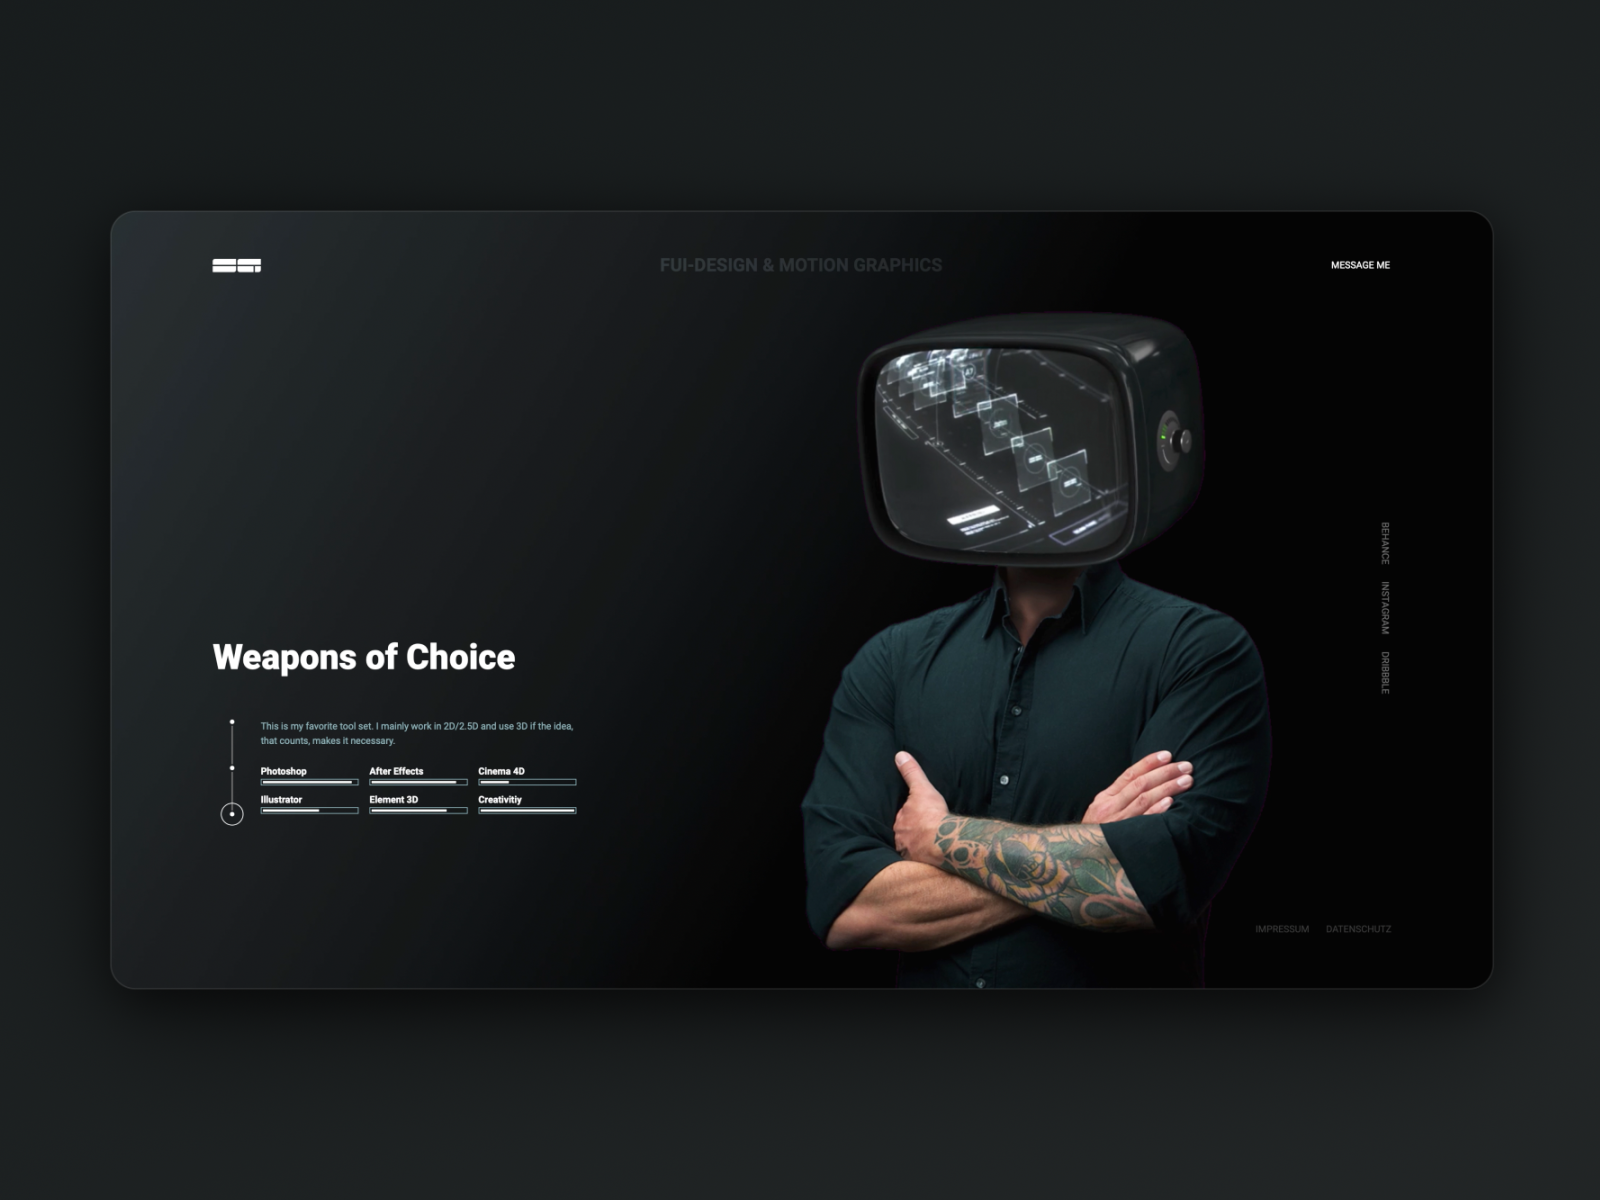 FUI-DESIGN & MOTION GRAPHICS
MESSAGE ME
BEHANCE
INSTAGRAM
DRIBBBLE
Weapons of Choice
This is my favorite tool set. I mainly work in 2D/2.5D and use 3D if the idea,
that counts, makes it necessary.
Photoshop
After Effects
Cinema 4D
Illustrator
Element 3D
Creativitiy
IMPRESSUM
DATENSCHUTZ